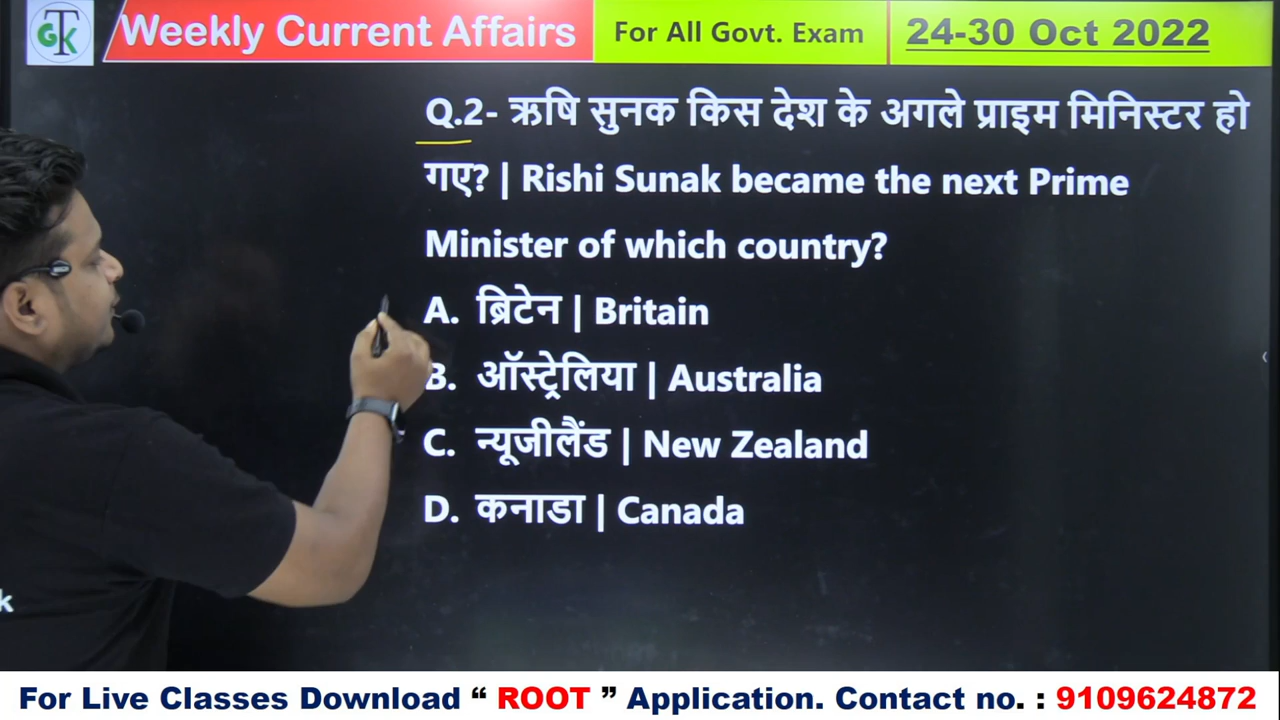 GTK
Weekly Current Affairs
For All Govt. Exam
24-30 Oct 2022
Q.2- ऋषि सुनक किस देश के अगले प्राइम मिनिस्टर हो
गए? | Rishi Sunak became the next Prime
Minister of which country?
A. ब्रिटेन | Britain
B. ऑस्ट्रेलिया | Australia
C. न्यूजीलैंड | New Zealand
D. कनाडा | Canada
k
For Live Classes Download “ ROOT ” Application. Contact no. : 9109624872